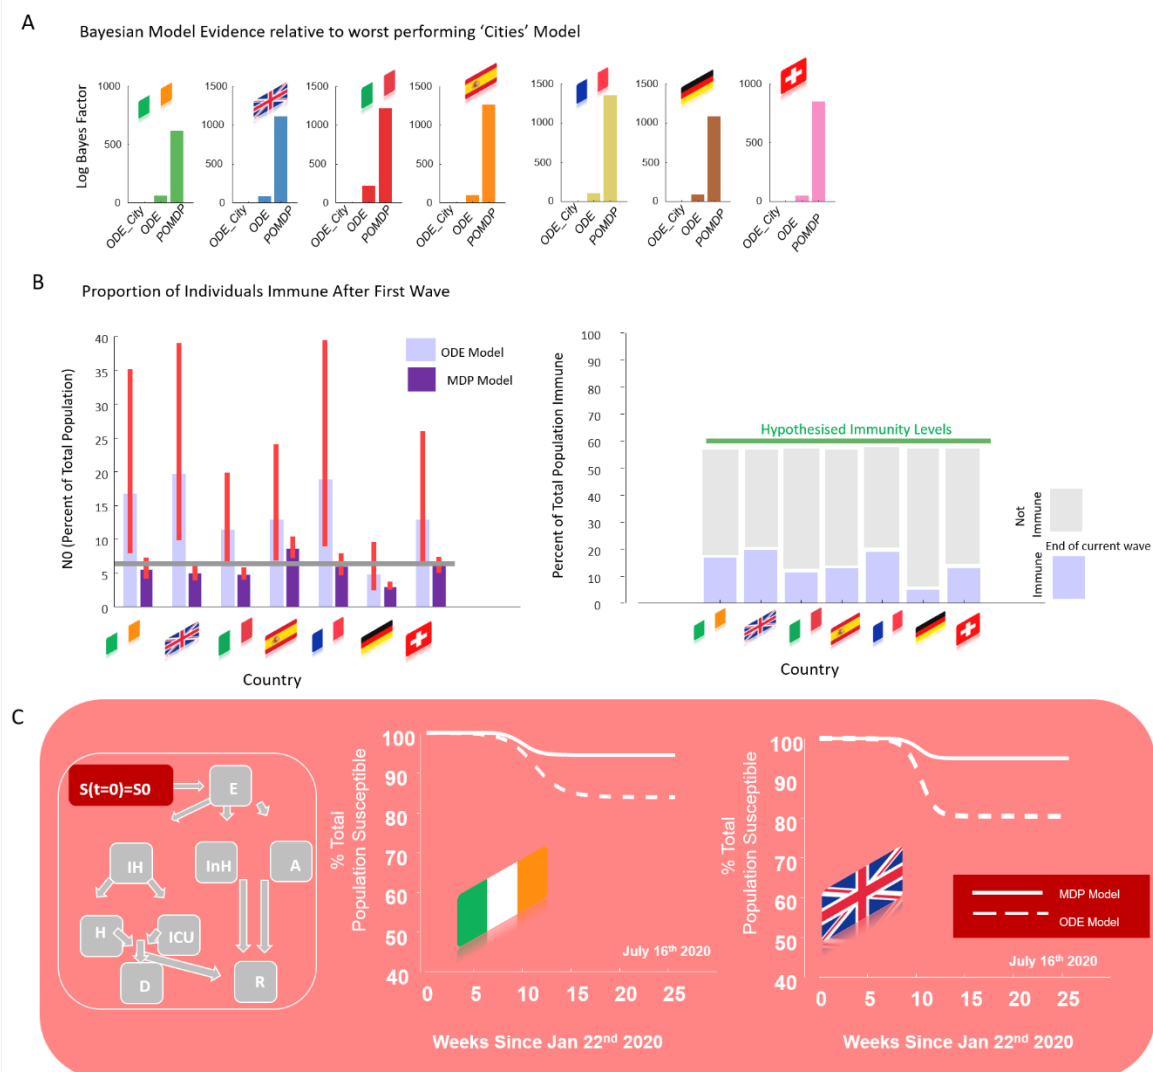 A
Bayesian Model Evidence relative to worst performing ‘Cities’ Model
Log Bayes Factor
1000
500
0
ODE_City
ODE
POMDP
1500
1000
500
0
ODE_City
ODE
POMDP
1500
1000
500
0
ODE_City
ODE
POMDP
1500
1000
500
0
ODE_City
ODE
POMDP
1500
1000
500
0
ODE_City
ODE
POMDP
1500
1000
500
0
ODE_City
ODE
POMDP
1000
500
0
ODE_City
ODE
POMDP
B
Proportion of Individuals Immune After First Wave
N0 (Percent of Total Population)
40
35
30
25
20
15
10
5
0
ODE Model
MDP Model
Country
Percent of Total Population Immune
100
90
80
70
60
50
40
30
20
10
0
Hypothesised Immunity Levels
Not
Immune
End of current wave
Immune
Country
C
S(t=0)=S0
E
IH
InH
A
H
ICU
D
R
% Total
Population Susceptible
100
90
80
70
60
50
40
July 16th 2020
0 5 10 15 20 25
Weeks Since Jan 22nd 2020
% Total
Population Susceptible
100
90
80
70
60
50
40
MDP Model
ODE Model
July 16th 2020
0 5 10 15 20 25
Weeks Since Jan 22nd 2020